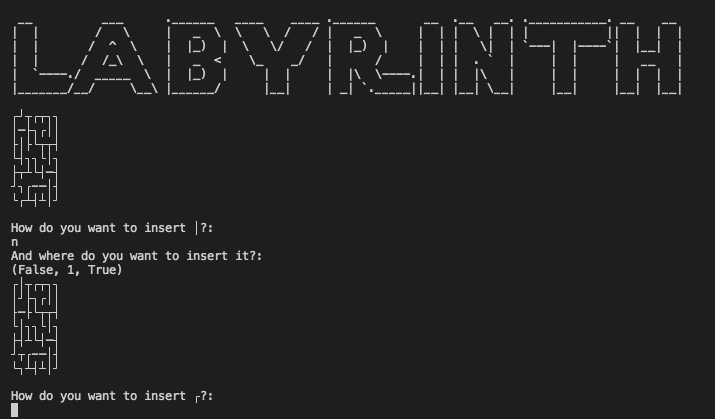 LABYRINTH
How do you want to insert │?:
n
And where do you want to insert it?:
(False, 1, True)
How do you want to insert ┌?: